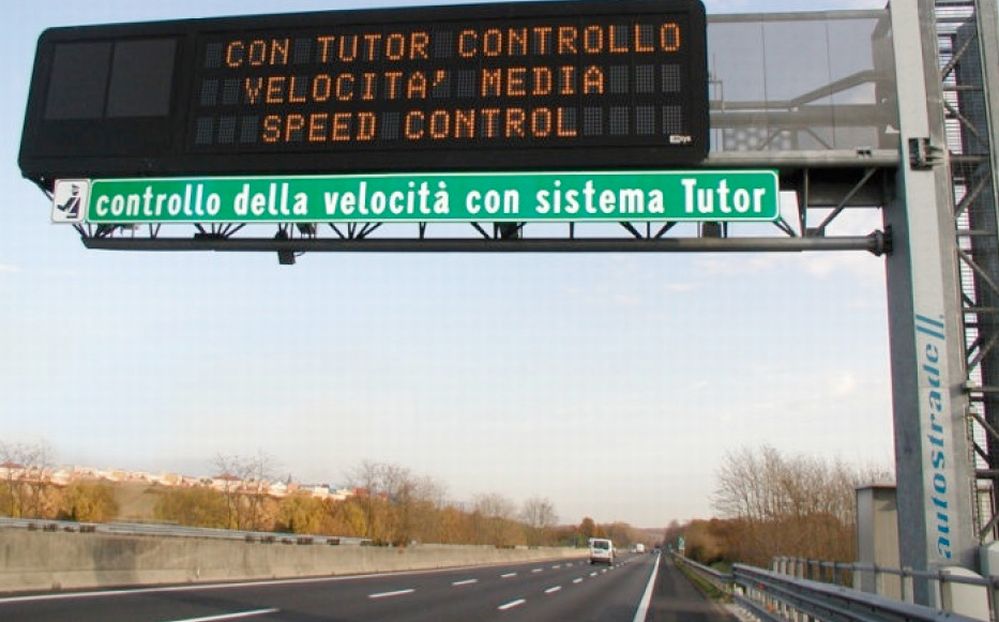 CON TUTOR CONTROLLO
VELOCITA' MEDIA
SPEED CONTROL
controllo della velocità con sistema Tutor
autostrade